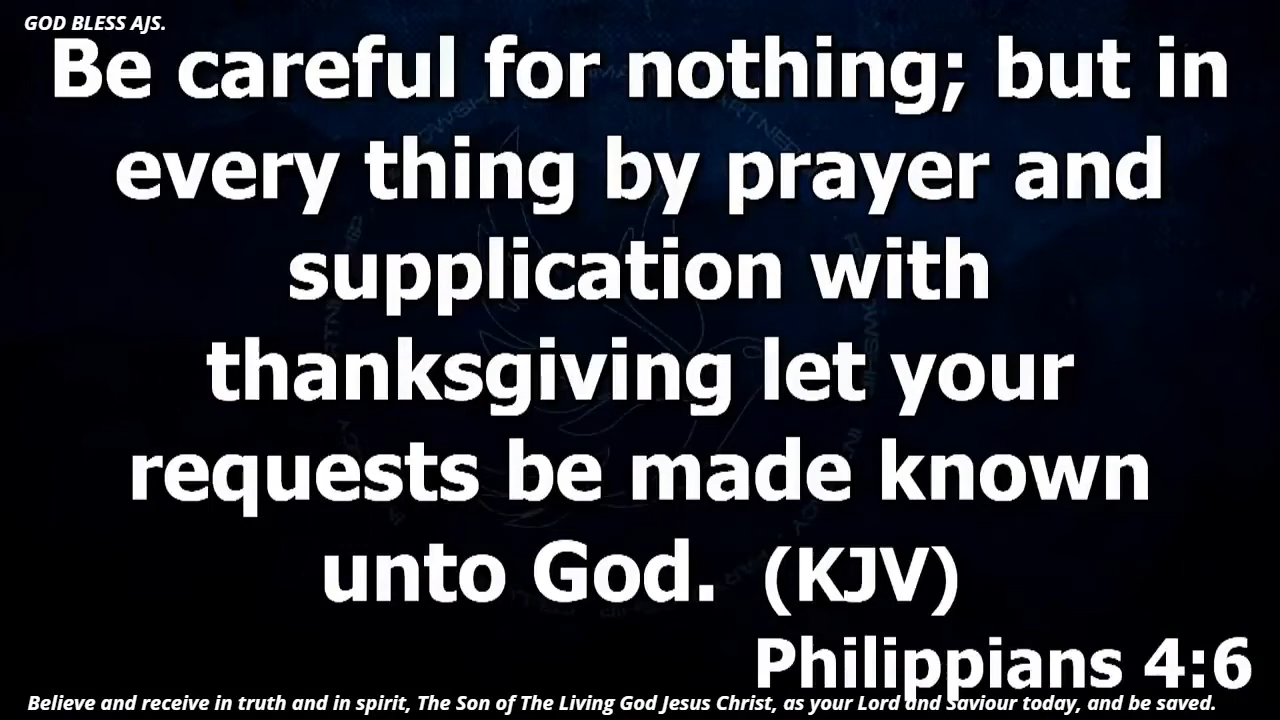 GOD BLESS AJS.
Be careful for nothing; but in
every thing by prayer and
supplication with
thanksgiving let your
requests be made known
unto God. (KJV)
Philippians 4:6
Believe and receive in truth and in spirit, The Son of The Living God Jesus Christ, as your Lord and Saviour today, and be saved.